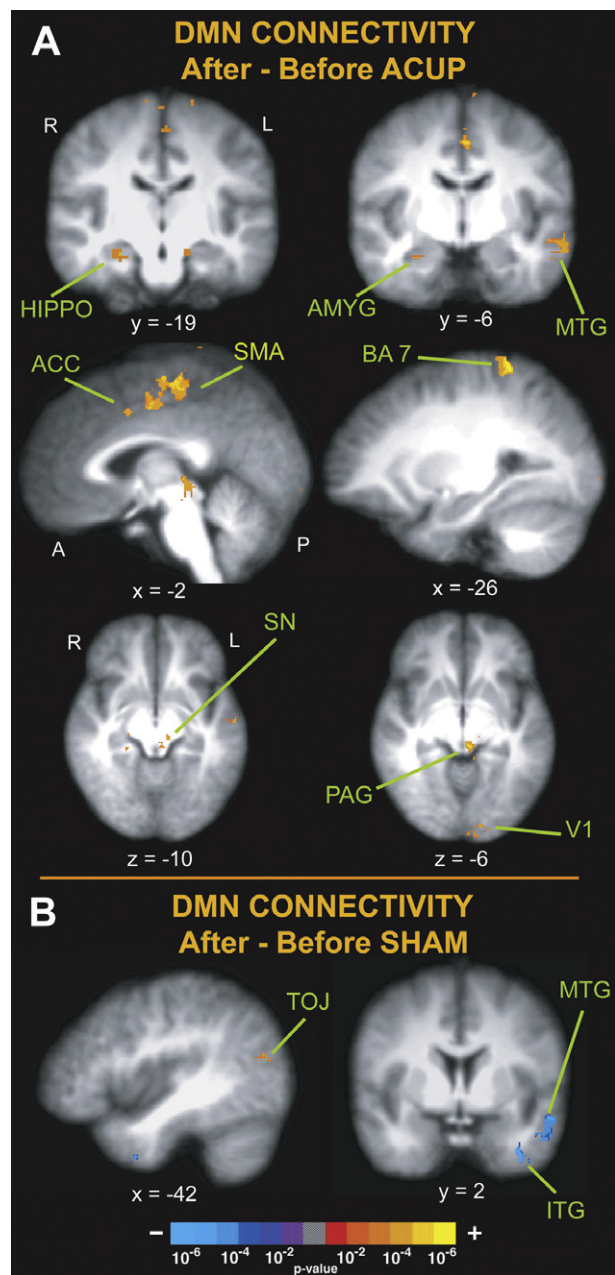 A
DMN CONNECTIVITY
After - Before ACUP
R
L
HIPPO
AMYG
MTG
y = -19
y = -6
ACC
SMA
BA 7
A
P
x = -2
x = -26
R
L
SN
PAG
V1
z = -10
z = -6
B
DMN CONNECTIVITY
After - Before SHAM
TOJ
MTG
x = -42
y = 2
ITG
− +
10-6 10-4 10-2 10-2 10-4 10-6
p-value